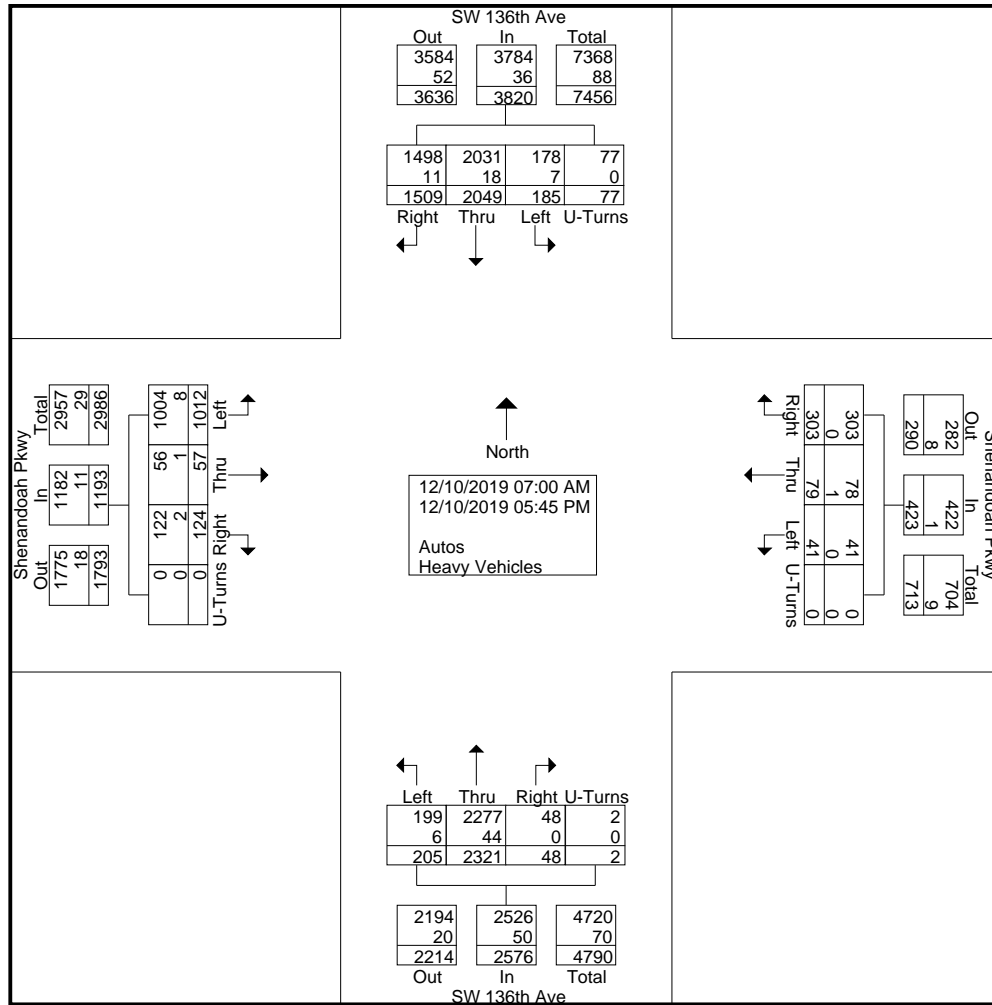 SW 136th Ave
Out In Total
3584 3784 7368
52 36 88
3636 3820 7456
1498 2031 178 77
11 18 7 0
1509 2049 185 77
Right Thru Left U-Turns
Shenandoah Pkwy
Total In Out
2957 1182 1775
29 11 18
2986 1193 1793
1004 56 122 0
8 1 2 0
1012 57 124 0
Left Thru Right U-Turns
North
12/10/2019 07:00 AM
12/10/2019 05:45 PM
Autos
Heavy Vehicles
Right Thru Left U-Turns
303 79 41 0
0 1 0 0
303 78 41 0
Out In Total
290 423 713
8 1 9
282 422 704
Shenandoah Pkwy
Left Thru Right U-Turns
199 2277 48 2
6 44 0 0
205 2321 48 2
2194 2526 4720
20 50 70
2214 2576 4790
Out In Total
SW 136th Ave